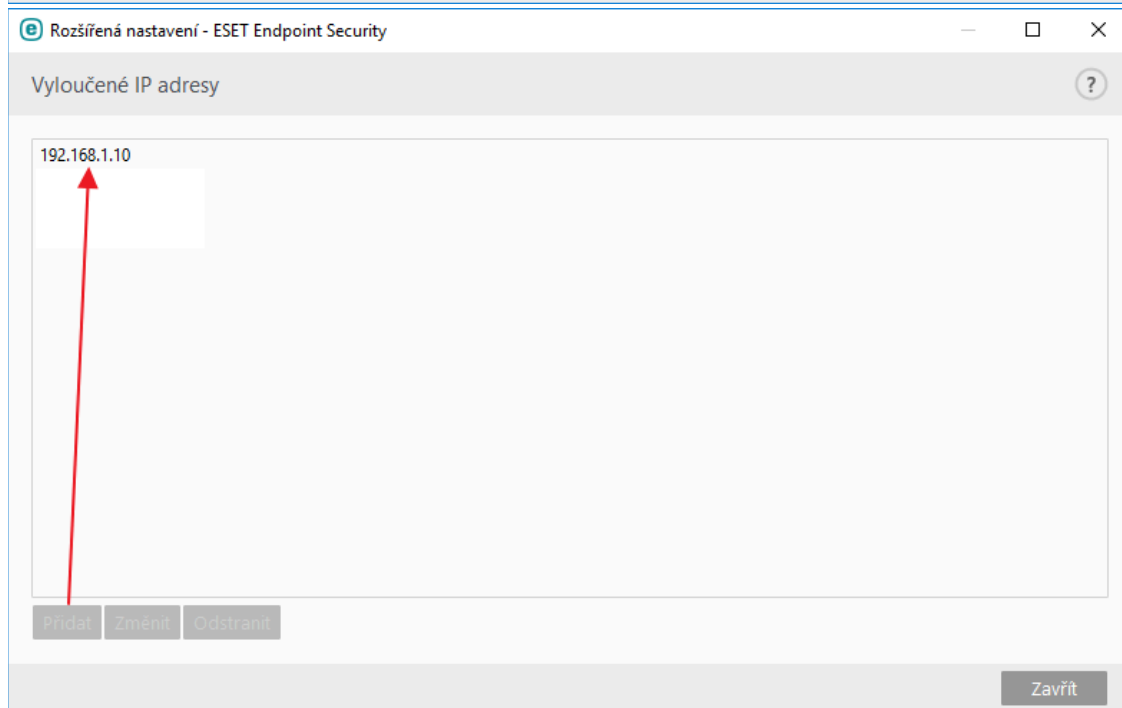 Rozšířená nastavení - ESET Endpoint Security
Vyloučené IP adresy
?
192.168.1.10
Přidat Změnit Odstranit
Zavřít